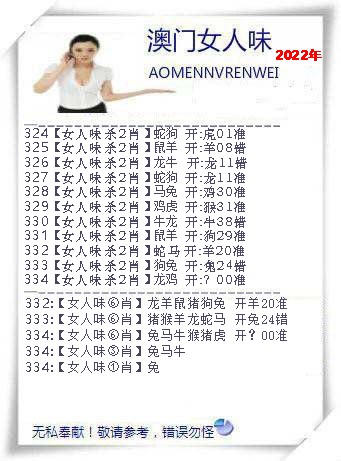 澳门女人味
2022年
AOMENNVRENWEI
324【女人味杀2肖】蛇狗 开:虎01准
325【女人味杀2肖】鼠羊 开:羊08错
326【女人味杀2肖】龙牛 开:龙11错
327【女人味杀2肖】蛇狗 开:龙11准
328【女人味杀2肖】马兔 开:鸡30准
329【女人味杀2肖】鸡虎 开:猴31准
330【女人味杀2肖】牛龙 开:牛38错
331【女人味杀2肖】鼠羊 开:狗29准
332【女人味杀2肖】蛇马 开:羊20准
333【女人味杀2肖】狗兔 开:兔24错
334【女人味杀2肖】龙鸡 开:？00准
332:【女人味⑥肖】龙羊鼠猪狗兔 开羊20准
333:【女人味⑥肖】猪猴羊龙蛇马 开兔24错
334:【女人味⑥肖】兔马牛猴猪虎 开？00准
334:【女人味③肖】兔马牛
334:【女人味①肖】兔
无私奉献！敬请参考，错误勿怪